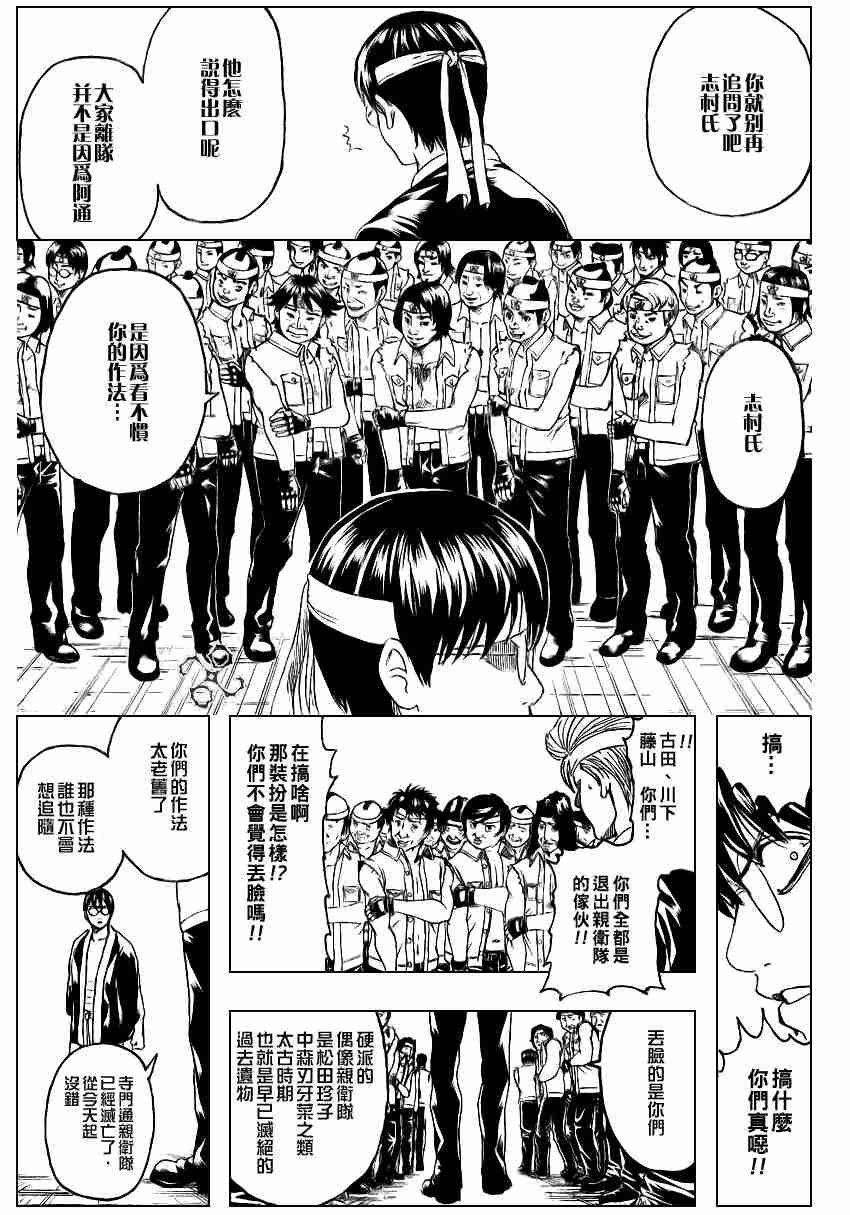 你就別再
追問了吧
志村氏
他怎麼
說得出口呢
大家離隊
并不是因爲阿通
志村氏
是因爲看不慣
你的作法…
搞…
搞什麼
你們真噁!!
!!
古田、川下
藤山 你們…
你們全都是
退出親衛隊
的傢伙!!
在搞啥啊
那裝扮是怎樣!?
你們不會覺得丟臉嗎!!
丟臉的是你們
硬派的
偶像親衛隊
是松田珍子
中森刃牙菜之類
太古時期
也就是早已滅絕的
過去遺物
你們的作法
太老舊了
那種作法
誰也不會
想追隨
寺門通親衛隊
已經滅亡了．
從今天起
沒錯